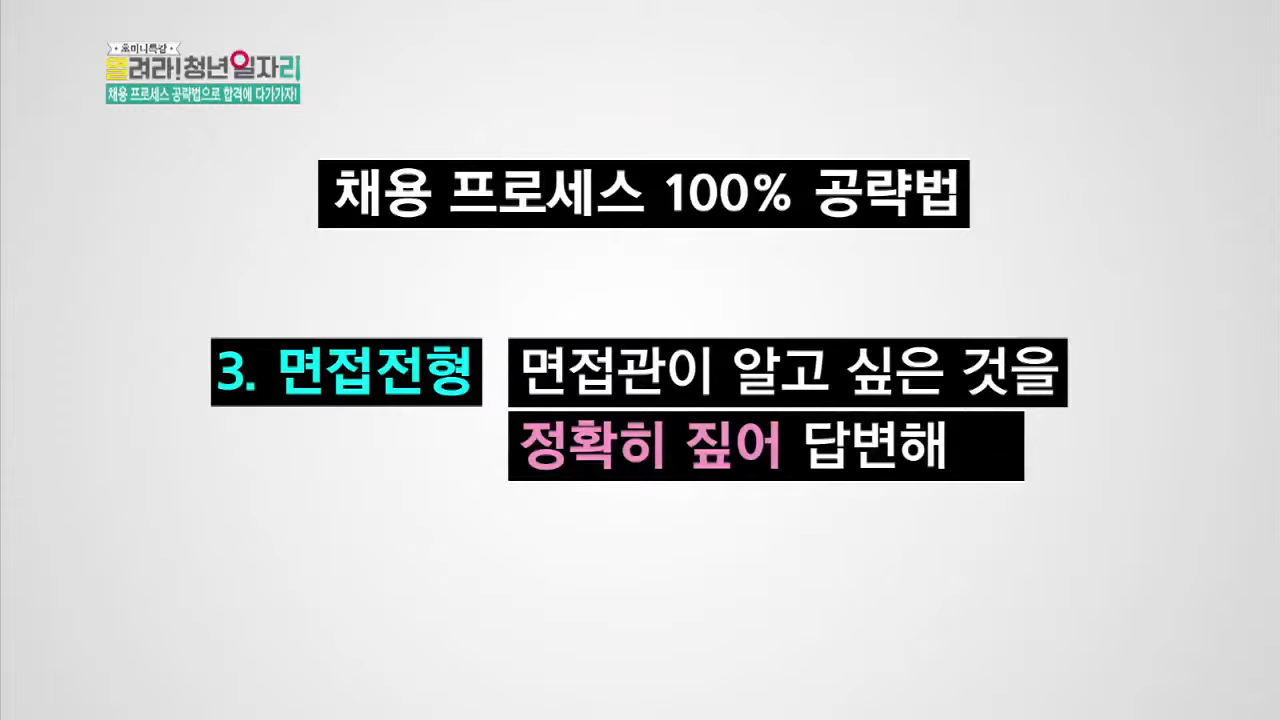 초미니특강
열려라! 청년일자리
채용 프로세스 공략법으로 합격에 다가가자!
채용 프로세스 100% 공략법
3. 면접전형 면접관이 알고 싶은 것을
정확히 짚어 답변해